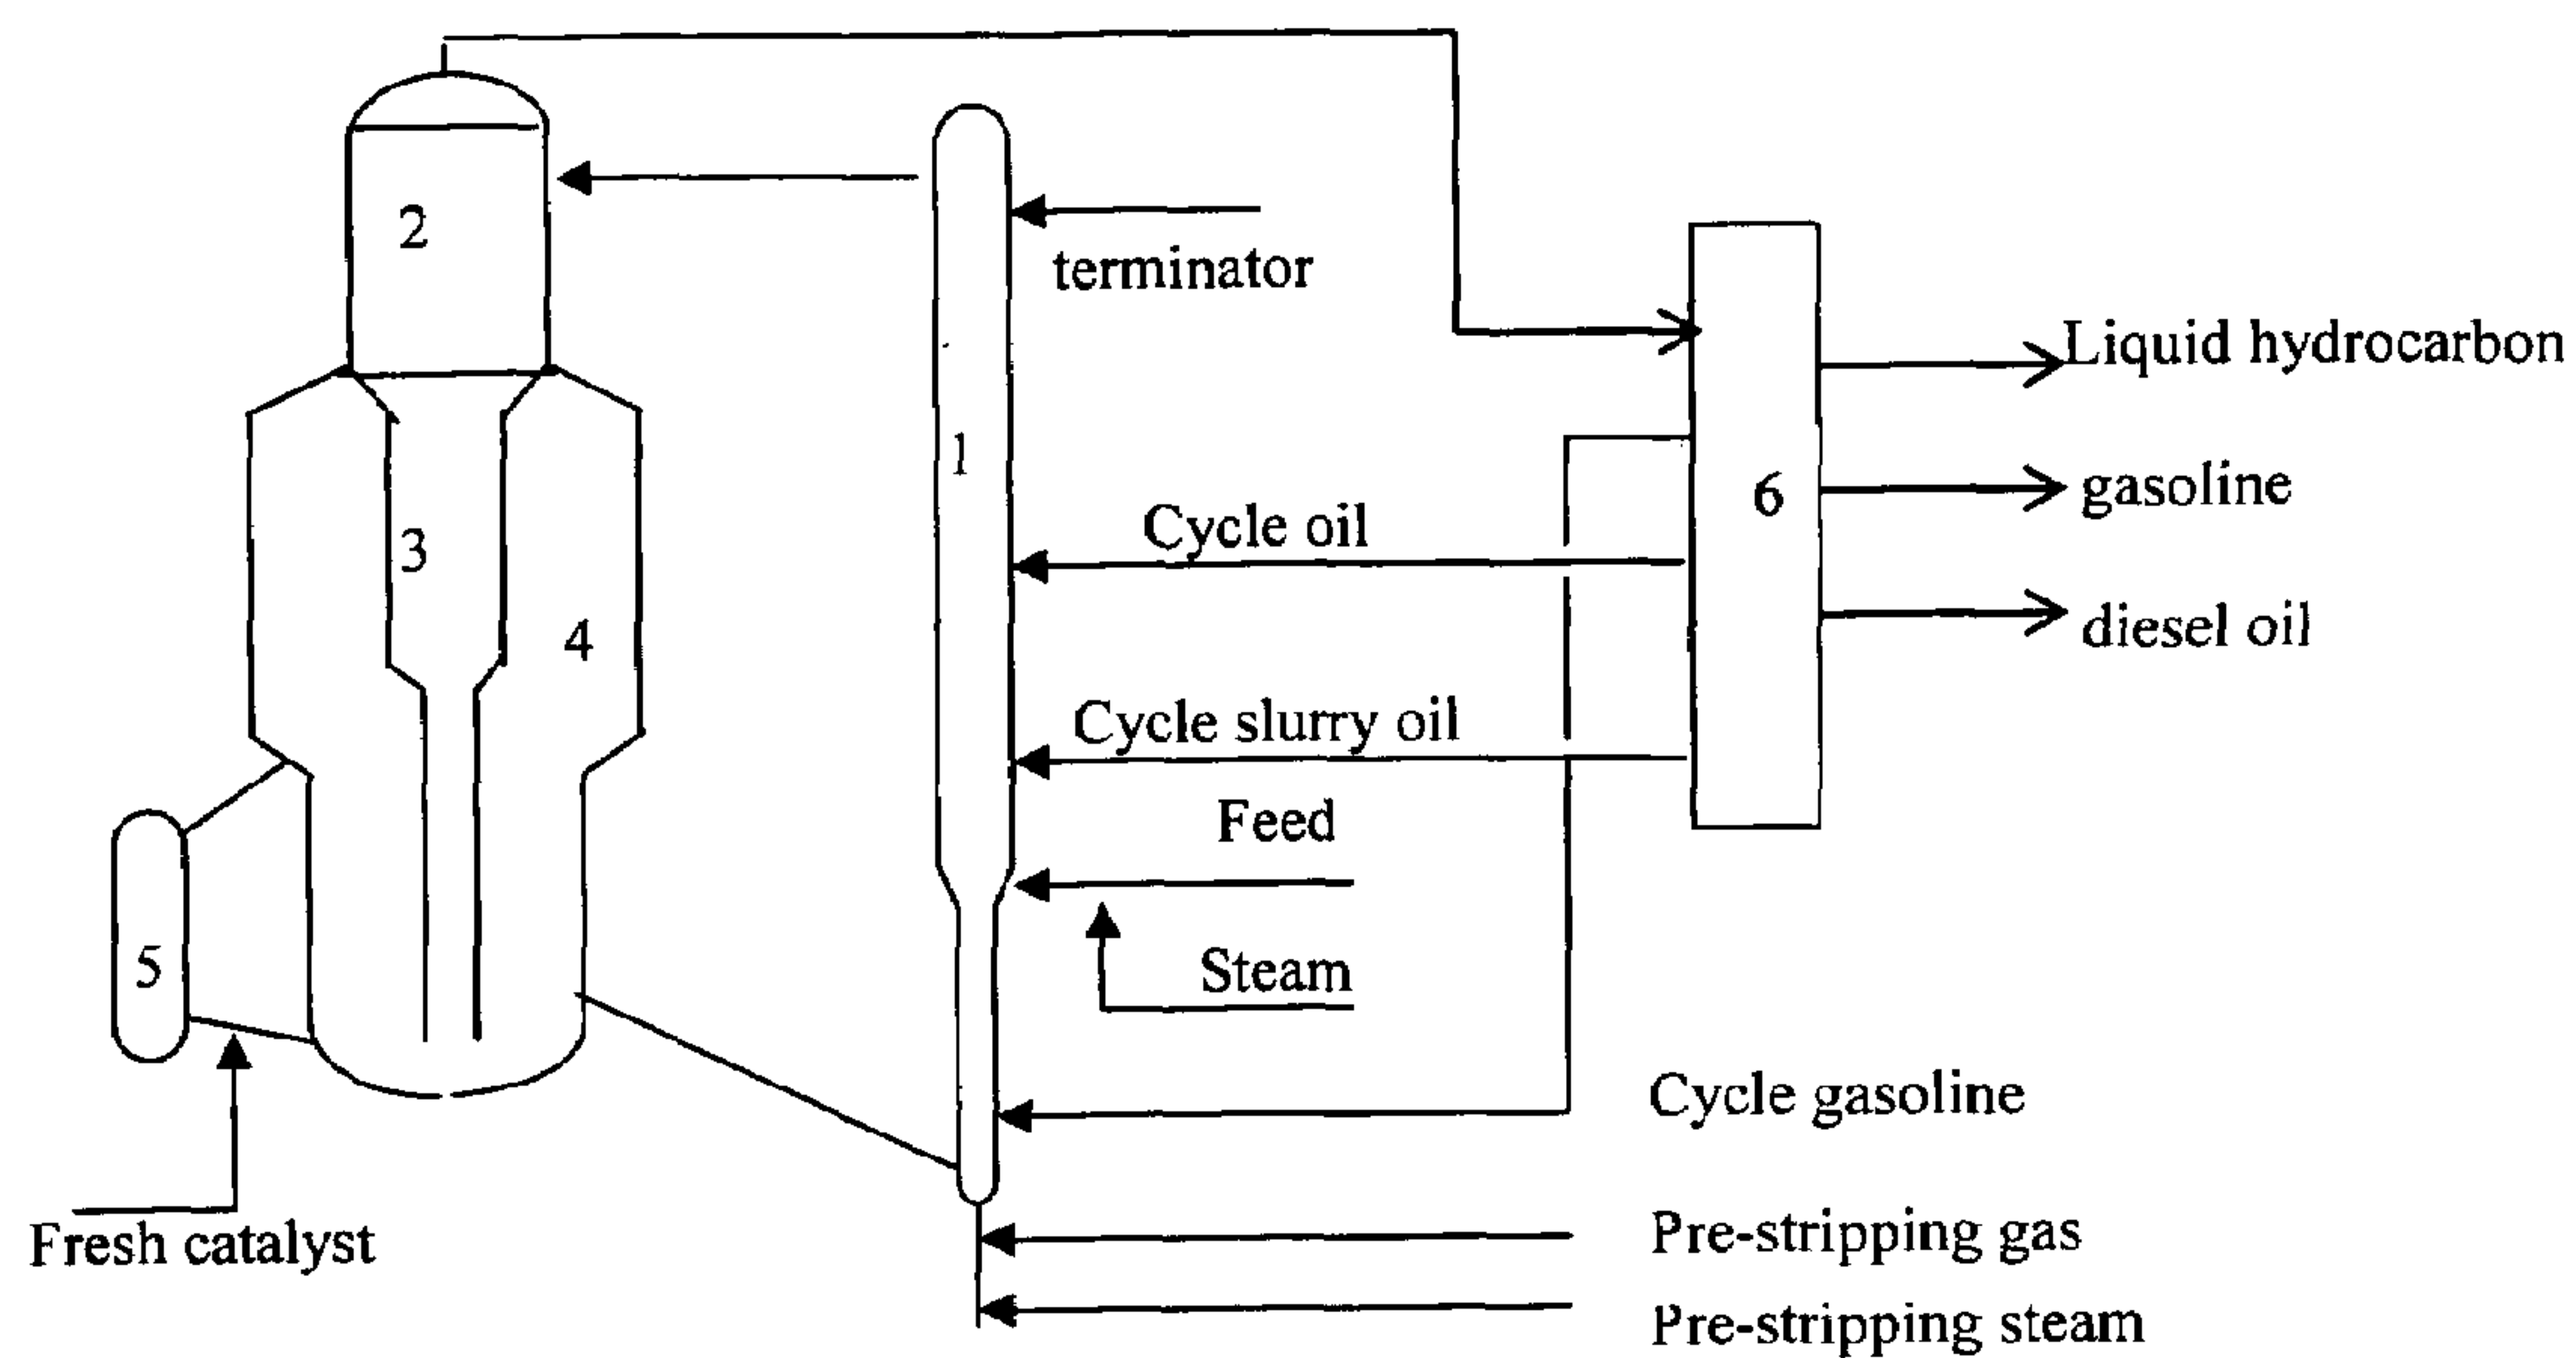 2
terminator
Liquid hydrocarbon
1
6
gasoline
Cycle oil
3
4
diesel oil
Cycle slurry oil
Feed
5
Steam
Cycle gasoline
Fresh catalyst
Pre-stripping gas
Pre-stripping steam